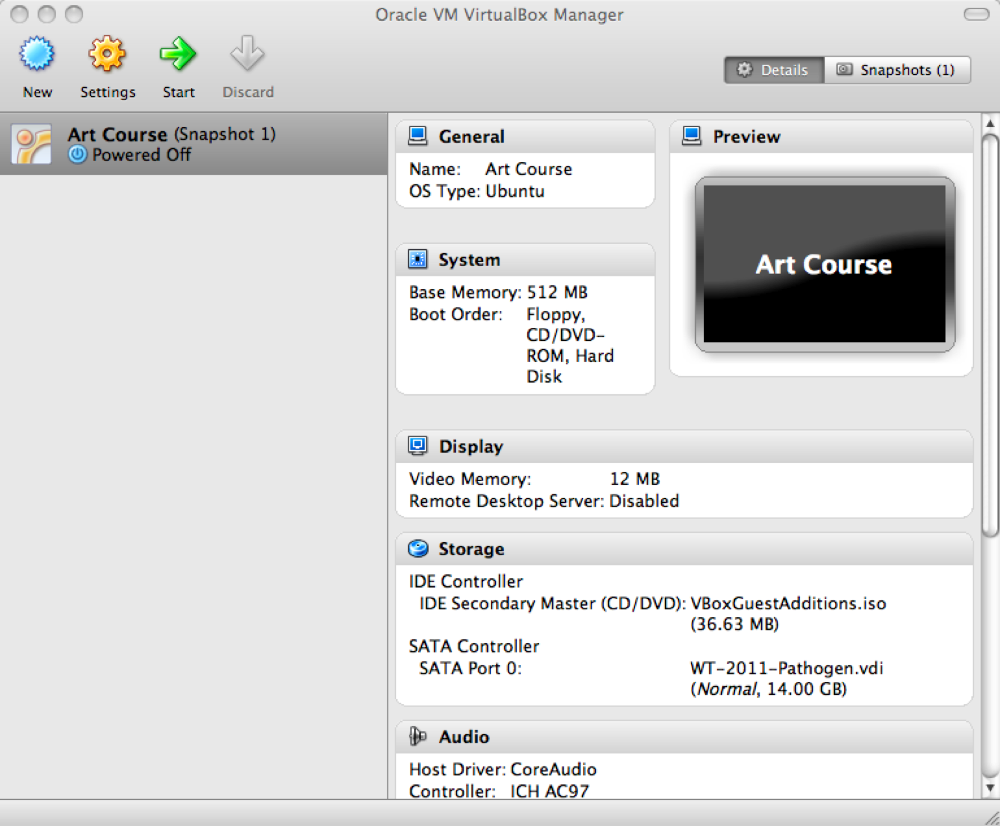 Oracle VM VirtualBox Manager
New Settings Start Discard
Details Snapshots (1)
Art Course (Snapshot 1)
Powered Off
General
Name: Art Course
OS Type: Ubuntu
Preview
Art Course
System
Base Memory: 512 MB
Boot Order: Floppy,
CD/DVD-
ROM, Hard
Disk
Display
Video Memory: 12 MB
Remote Desktop Server: Disabled
Storage
IDE Controller
IDE Secondary Master (CD/DVD): VBoxGuestAdditions.iso
(36.63 MB)
SATA Controller
SATA Port 0: WT-2011-Pathogen.vdi
(Normal, 14.00 GB)
Audio
Host Driver: CoreAudio
Controller: ICH AC97